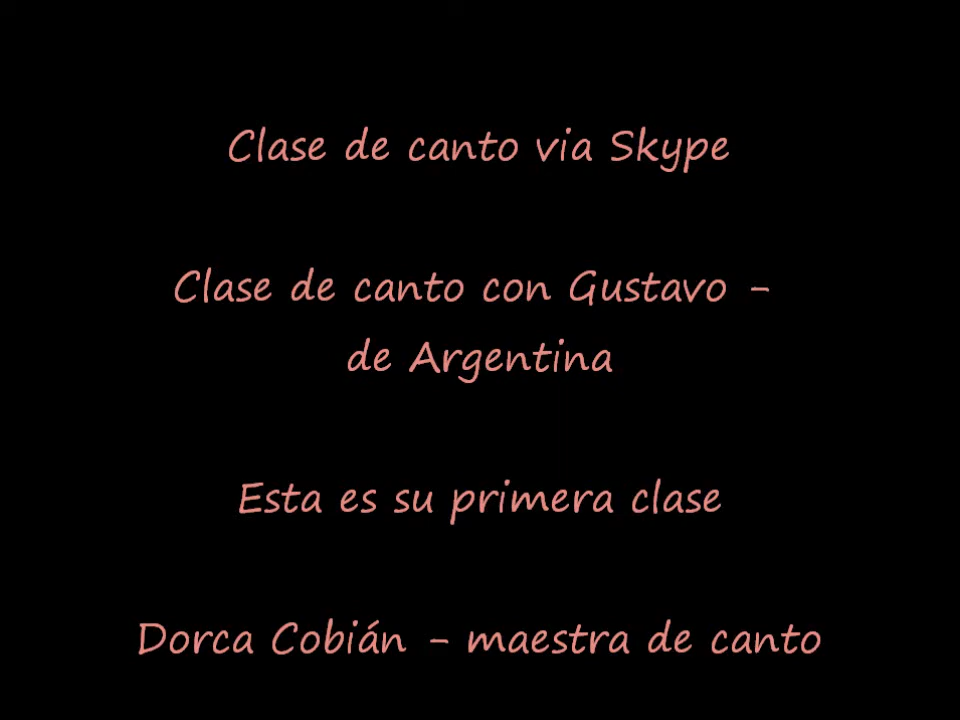 Clase de canto via Skype
Clase de canto con Gustavo -
de Argentina
Esta es su primera clase
Dorca Cobián - maestra de canto